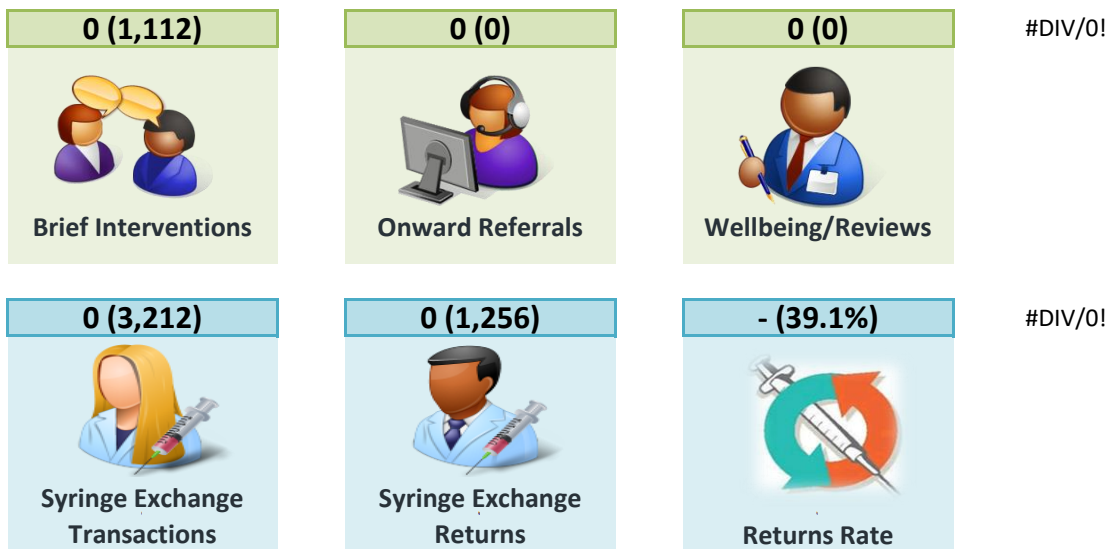 0 (1,112)
0 (0)
0 (0)
#DIV/0!
Brief Interventions
Onward Referrals
Wellbeing/Reviews
0 (3,212)
0 (1,256)
- (39.1%)
#DIV/0!
Syringe Exchange
Transactions
Syringe Exchange
Returns
Returns Rate